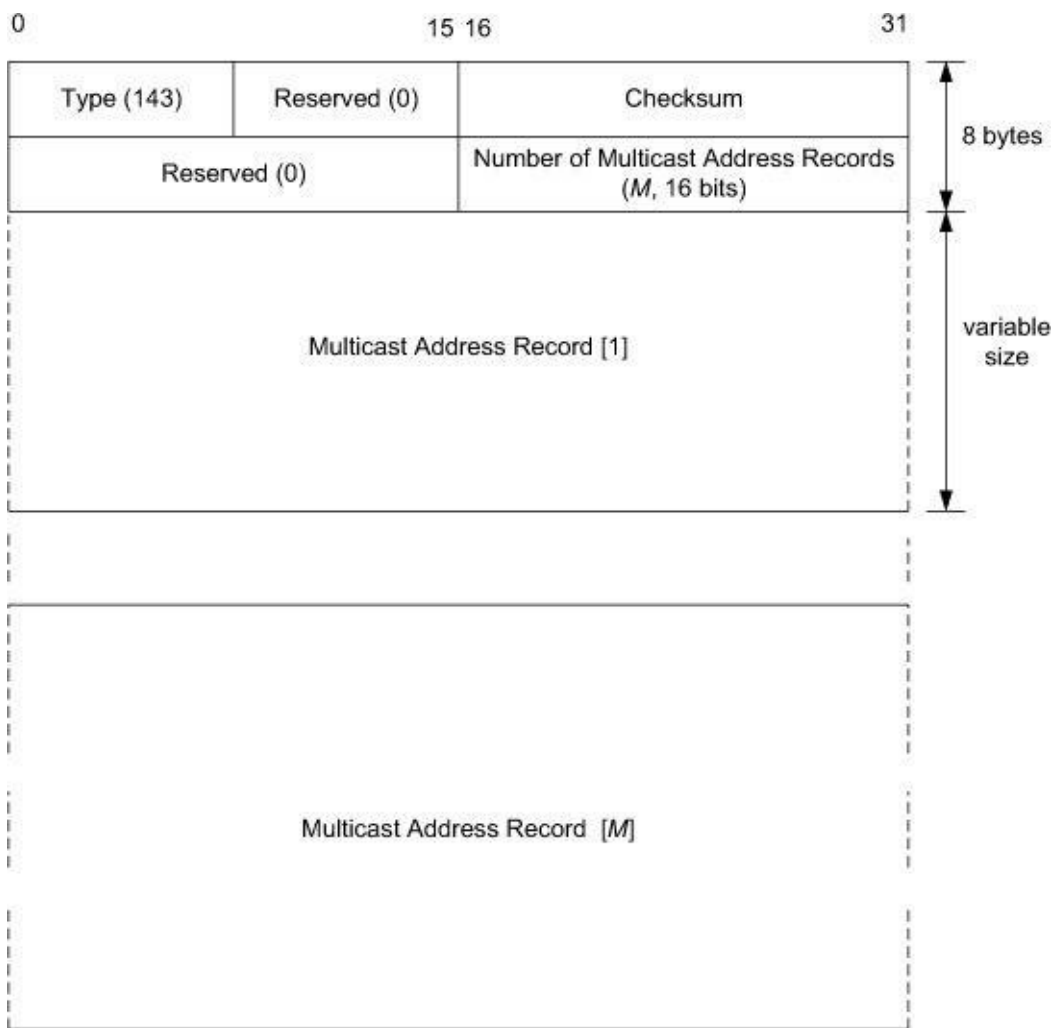 0 15 16 31
Type (143) Reserved (0) Checksum
8 bytes
Reserved (0) Number of Multicast Address Records
(M, 16 bits)
Multicast Address Record [1]
variable
size
Multicast Address Record [M]